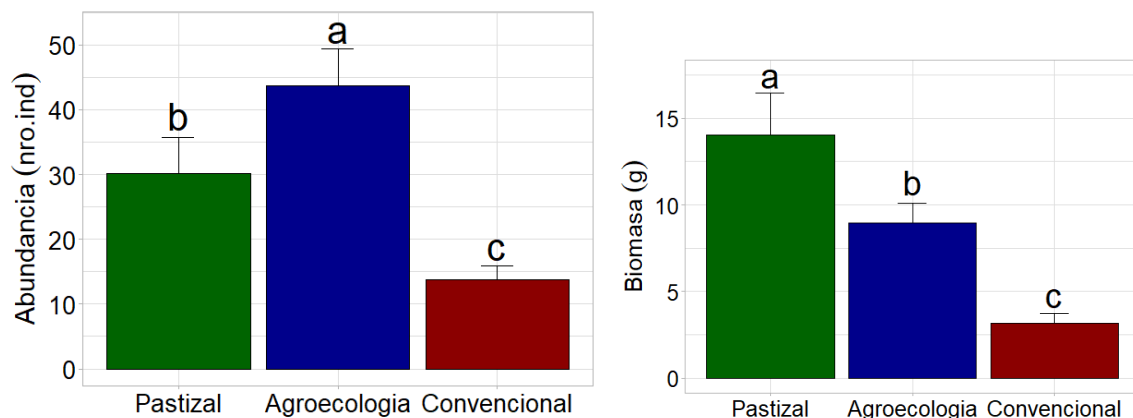 Abundancia (nro.ind)
50
40
30
20
10
0
b
a
c
Pastizal Agroecologia Convencional
Biomasa (g)
15
10
5
0
a
b
c
Pastizal Agroecologia Convencional